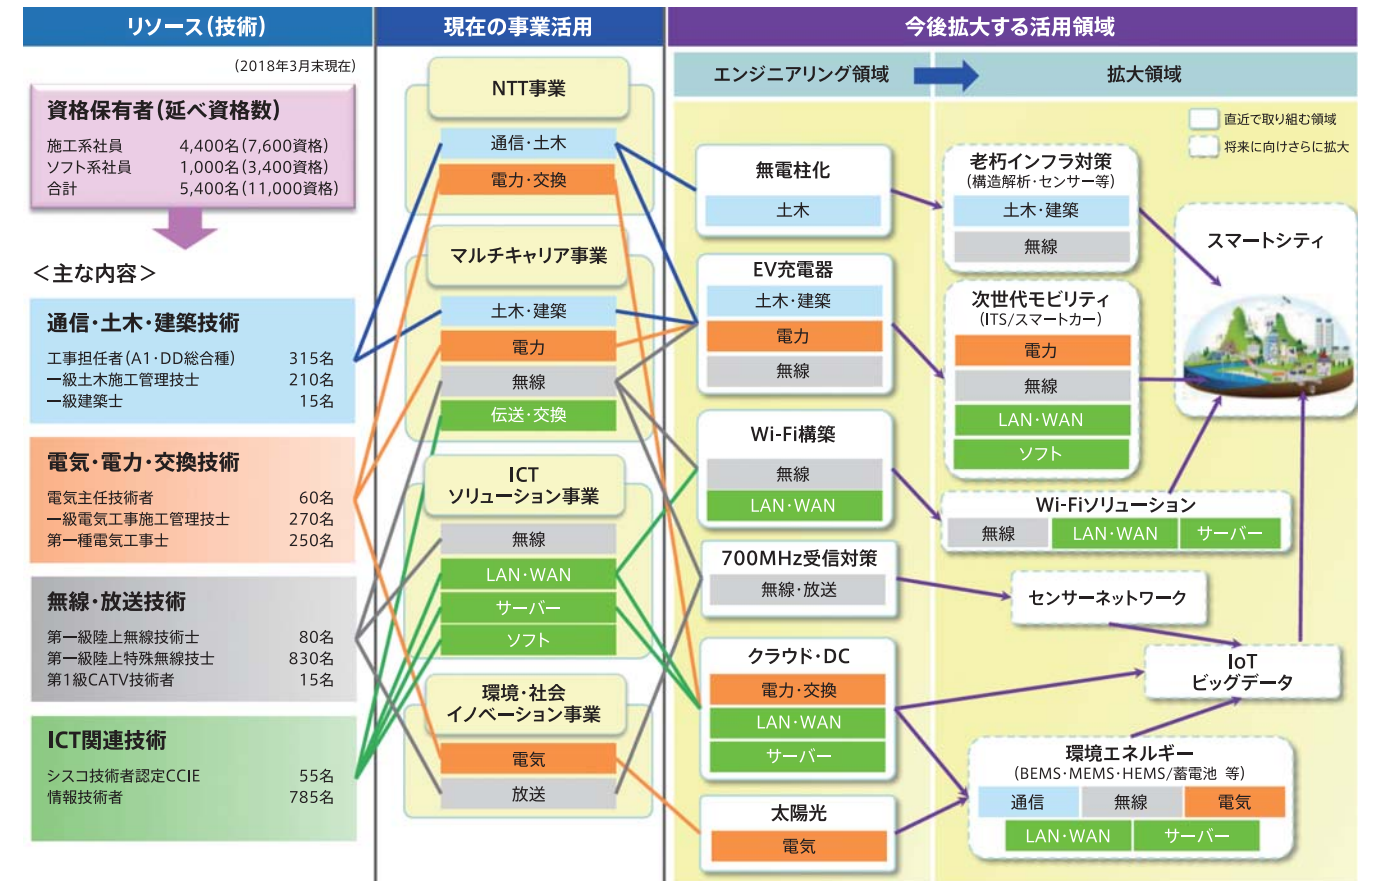 リソース(技術)
(2018年3月末現在)
資格保有者(延べ資格数)
施工系社員 4,400名(7,600資格)
ソフト系社員 1,000名(3,400資格)
合計 5,400名(11,000資格)
＜主な内容＞
通信・土木・建築技術
工事担任者(A1・DD総合種) 315名
一級土木施工管理技士 210名
一級建築士 15名
電気・電力・交換技術
電気主任技術者 60名
一級電気工事施工管理技士 270名
第一種電気工事士 250名
無線・放送技術
第一級陸上無線技術士 80名
第一級陸上特殊無線技士 830名
第1級CATV技術者 15名
ICT関連技術
シスコ技術者認定CCIE 55名
情報技術者 785名
現在の事業活用
NTT事業
通信・土木
電力・交換
マルチキャリア事業
土木・建築
電力
無線
伝送・交換
ICT
ソリューション事業
無線
LAN・WAN
サーバー
ソフト
環境・社会
イノベーション事業
電気
放送
今後拡大する活用領域
エンジニアリング領域
拡大領域
直近で取り組む領域
将来に向けさらに拡大
無電柱化
土木
EV充電器
土木・建築
電力
無線
Wi-Fi構築
無線
LAN・WAN
700MHz受信対策
無線・放送
クラウド・DC
電力・交換
LAN・WAN
サーバー
太陽光
電気
老朽インフラ対策
(構造解析・センサー等)
土木・建築
無線
次世代モビリティ
(ITS/スマートカー)
電力
無線
LAN・WAN
ソフト
Wi-Fiソリューション
無線 LAN・WAN サーバー
センサーネットワーク
IoT
ビッグデータ
環境エネルギー
(BEMS・MEMS・HEMS/蓄電池 等)
通信 無線 電気
LAN・WAN サーバー
スマートシティ